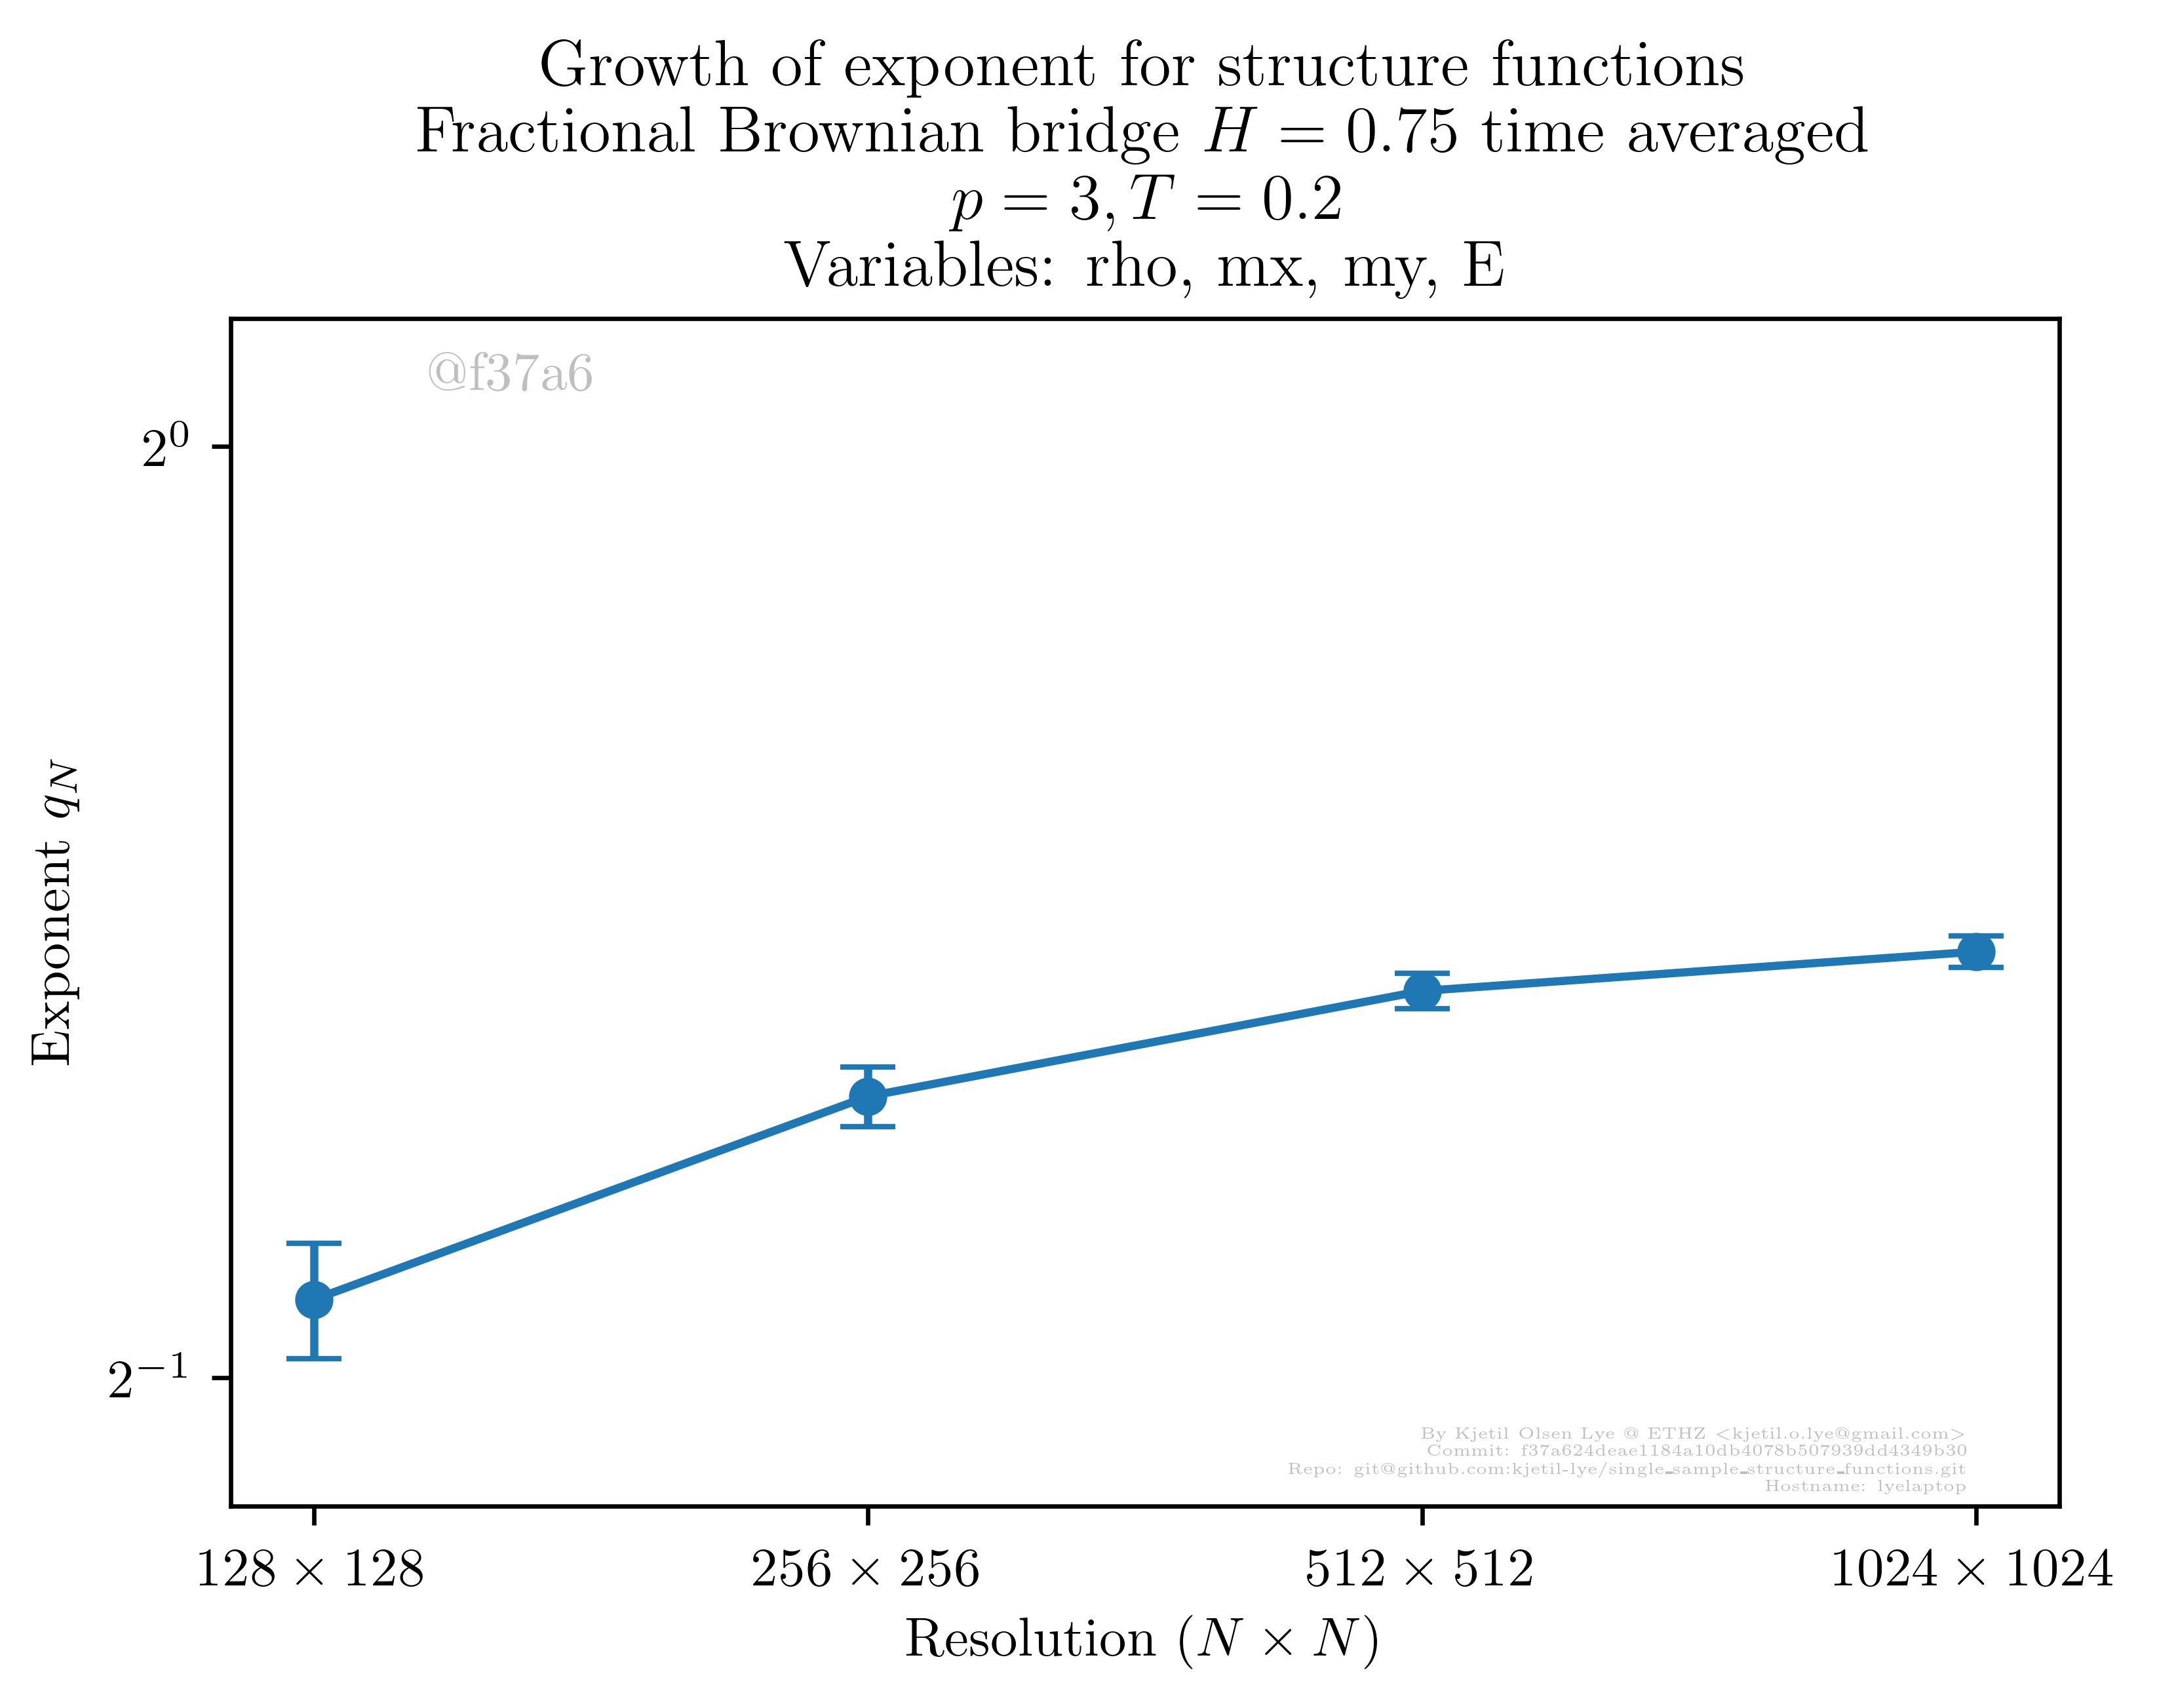 Growth of exponent for structure functions
Fractional Brownian bridge H = 0.75 time averaged
p = 3, T = 0.2
Variables: rho, mx, my, E
@f37a6
2⁰
Exponent q_N
2⁻¹
By Kjetil Olsen Lye @ ETHZ <kjetil.o.lye@gmail.com>
Commit: f37a624deae1184a10db4078b507939dd4349b30
Repo: git@github.com:kjetil-lye/single_sample_structure_functions.git
Hostname: lyelaptop
128 × 128 256 × 256 512 × 512 1024 × 1024
Resolution (N × N)